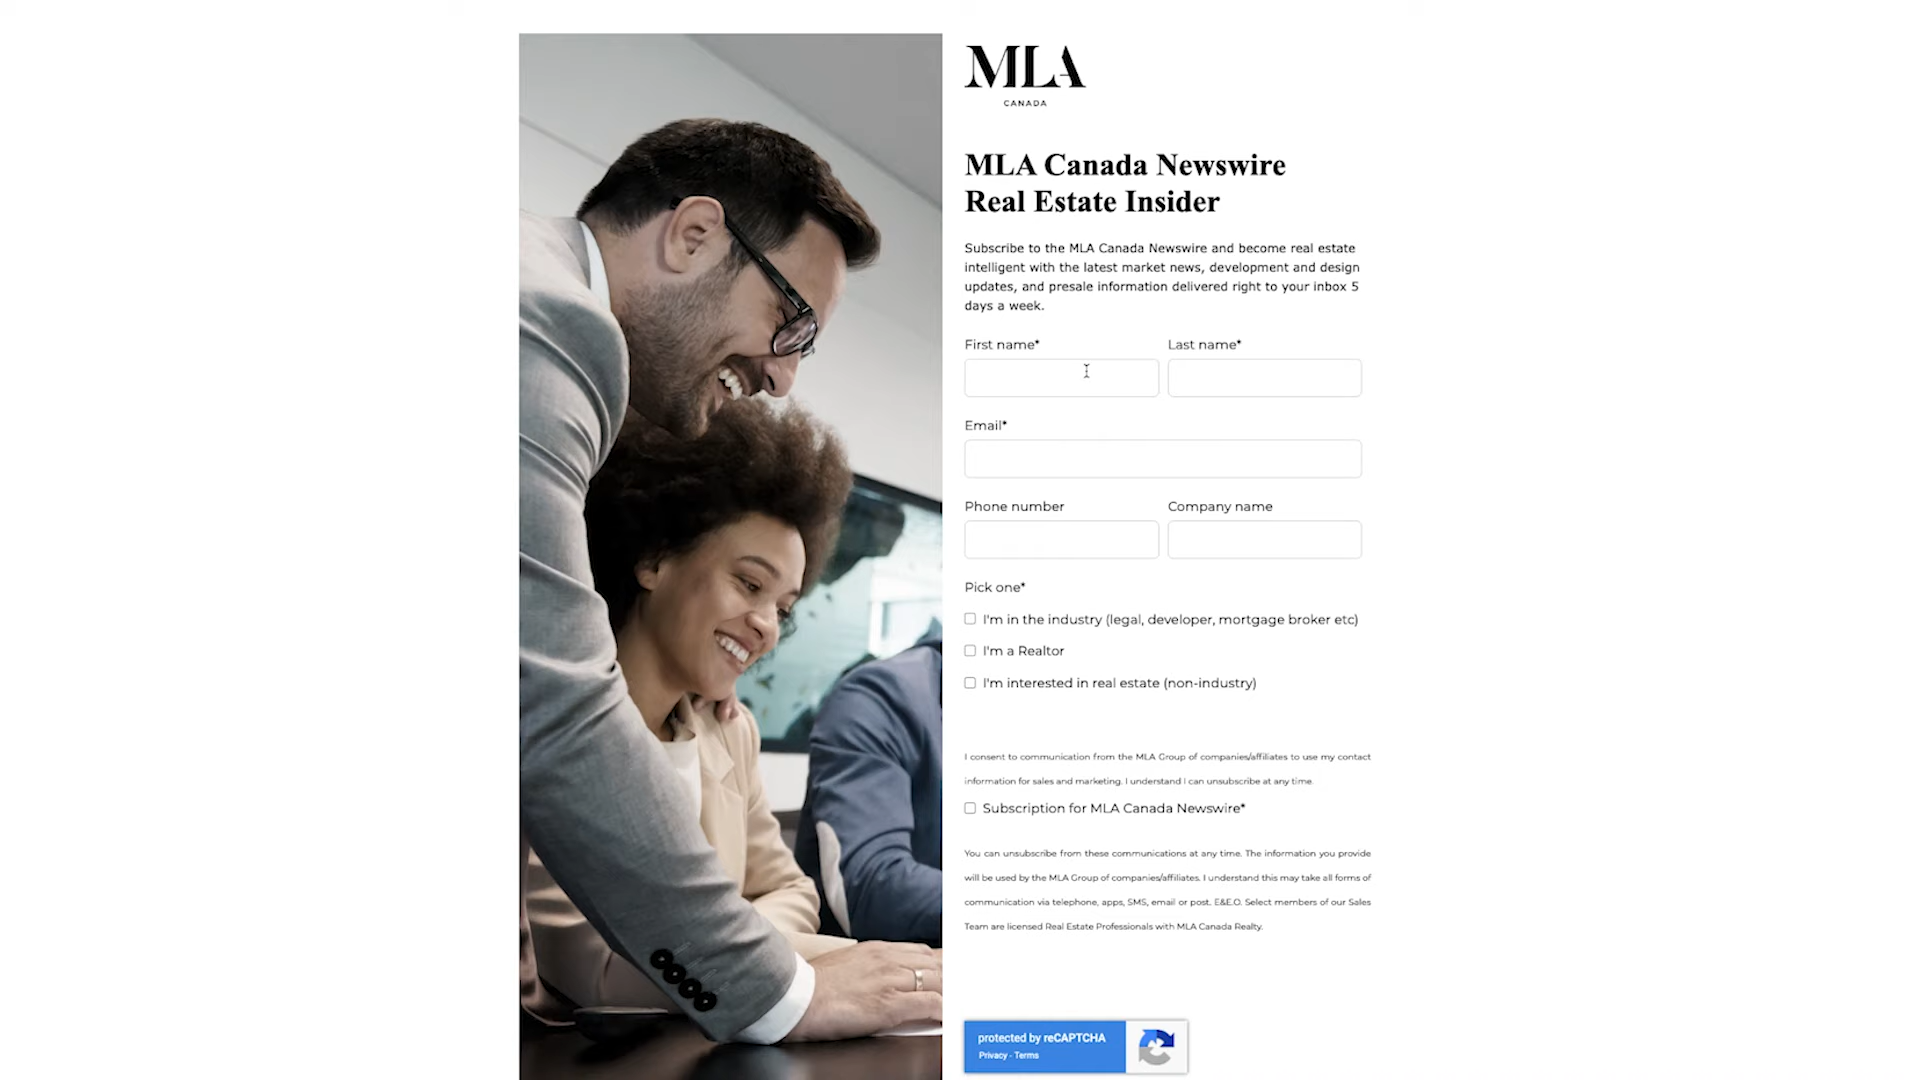 MLA
CANADA
MLA Canada Newswire
Real Estate Insider
Subscribe to the MLA Canada Newswire and become real estate
intelligent with the latest market news, development and design
updates, and presale information delivered right to your inbox 5
days a week.
First name* Last name*
Email*
Phone number Company name
Pick one*
I'm in the industry (legal, developer, mortgage broker etc)
I'm a Realtor
I'm interested in real estate (non-industry)
I consent to communication from the MLA Group of companies/affiliates to use my contact
information for sales and marketing. I understand I can unsubscribe at any time.
Subscription for MLA Canada Newswire*
You can unsubscribe from these communications at any time. The information you provide
will be used by the MLA Group of companies/affiliates. I understand this may take all forms of
communication via telephone, apps, SMS, email or post. E&E.O. Select members of our Sales
Team are licensed Real Estate Professionals with MLA Canada Realty.
protected by reCAPTCHA
Privacy - Terms